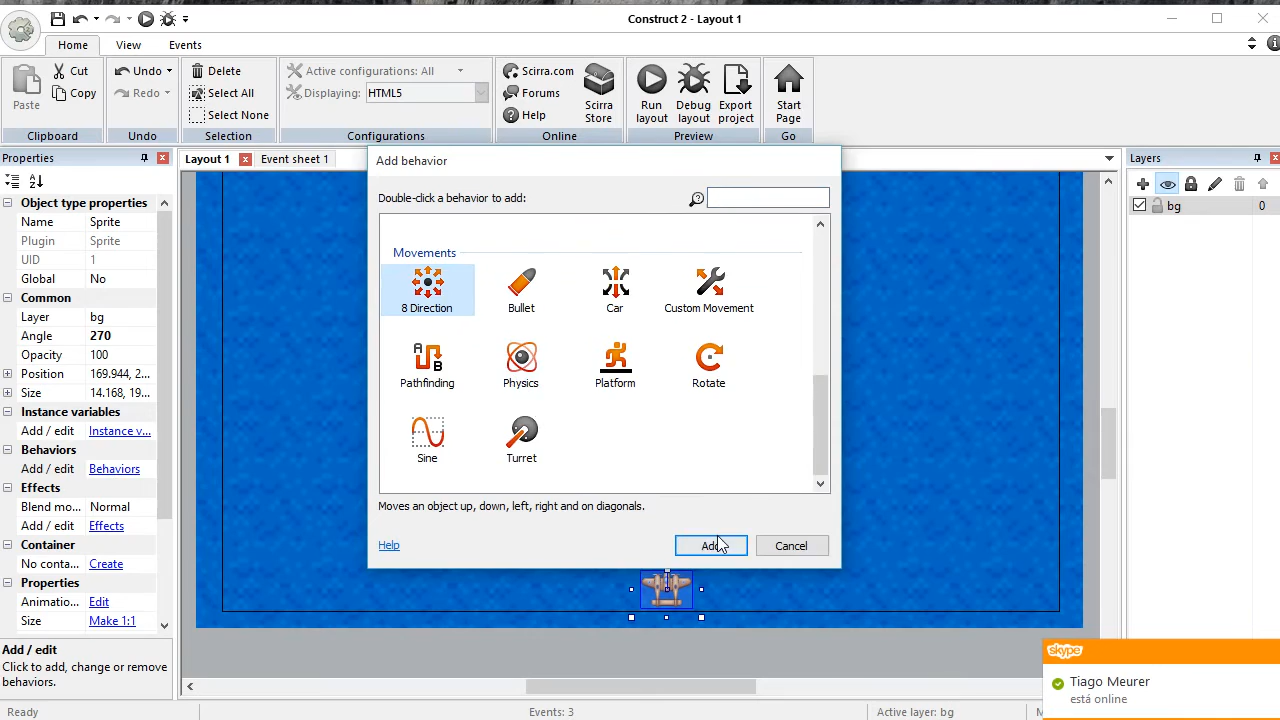 Construct 2 - Layout 1
Home View Events
Paste
Cut
Copy
Clipboard
Undo
Redo
Undo
Delete
Select All
Select None
Selection
Active configurations: All
Displaying: HTML5
Configurations
Scirra.com
Forums
Help
Scirra
Store
Online
Run
layout
Debug
layout
Export
project
Preview
Start
Page
Go
Properties
Object type properties
Name Sprite
Plugin Sprite
UID 1
Global No
Common
Layer bg
Angle 270
Opacity 100
Position 169.944, 2...
Size 14.168, 19...
Instance variables
Add / edit Instance v...
Behaviors
Add / edit Behaviors
Effects
Blend mo... Normal
Add / edit Effects
Container
No conta... Create
Properties
Animatio... Edit
Size Make 1:1
Add / edit
Click to add, change or remove
behaviors.
Layout 1 Event sheet 1
Add behavior
Double-click a behavior to add:
Movements
8 Direction Bullet Car Custom Movement
A
B
Pathfinding Physics Platform Rotate
Sine Turret
Moves an object up, down, left, right and on diagonals.
Help Add Cancel
Layers
bg 0
skype
Tiago Meurer
está online
Ready Events: 3 Active layer: bg